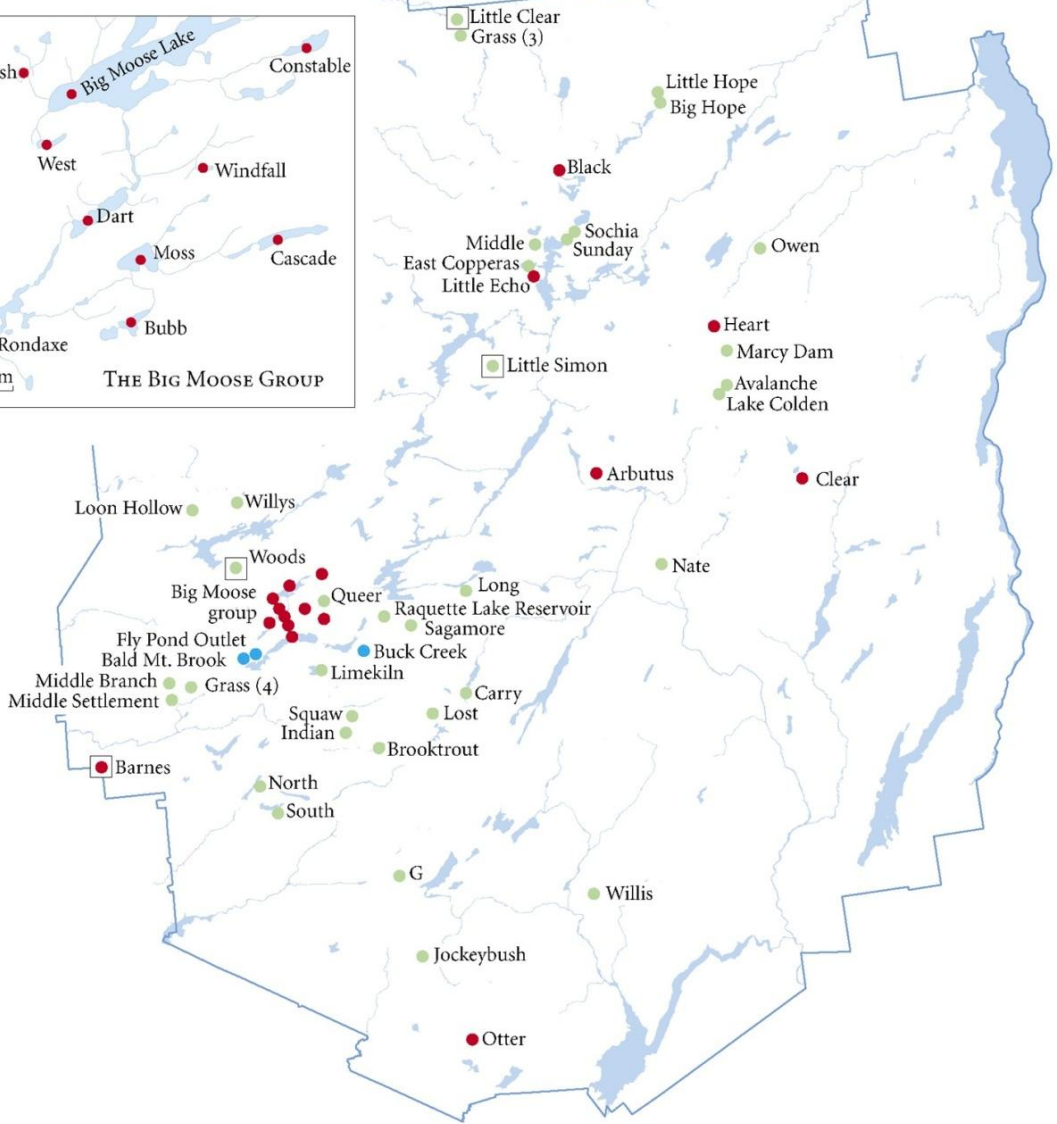 Big Moose Lake
Constable
sh
West
Windfall
Dart
Moss
Cascade
Bubb
Rondaxe
m
THE BIG MOOSE GROUP
Little Clear
Grass (3)
Little Hope
Big Hope
Black
Sochia
Middle
Sunday
East Copperas
Little Echo
Owen
Heart
Marcy Dam
Little Simon
Avalanche
Lake Colden
Arbutus
Clear
Loon Hollow
Willys
Woods
Nate
Big Moose
group
Queer
Long
Raquette Lake Reservoir
Sagamore
Fly Pond Outlet
Bald Mt. Brook
Buck Creek
Limekiln
Middle Branch
Grass (4)
Middle Settlement
Carry
Squaw
Lost
Indian
Brooktrout
Barnes
North
South
G
Willis
Jockeybush
Otter